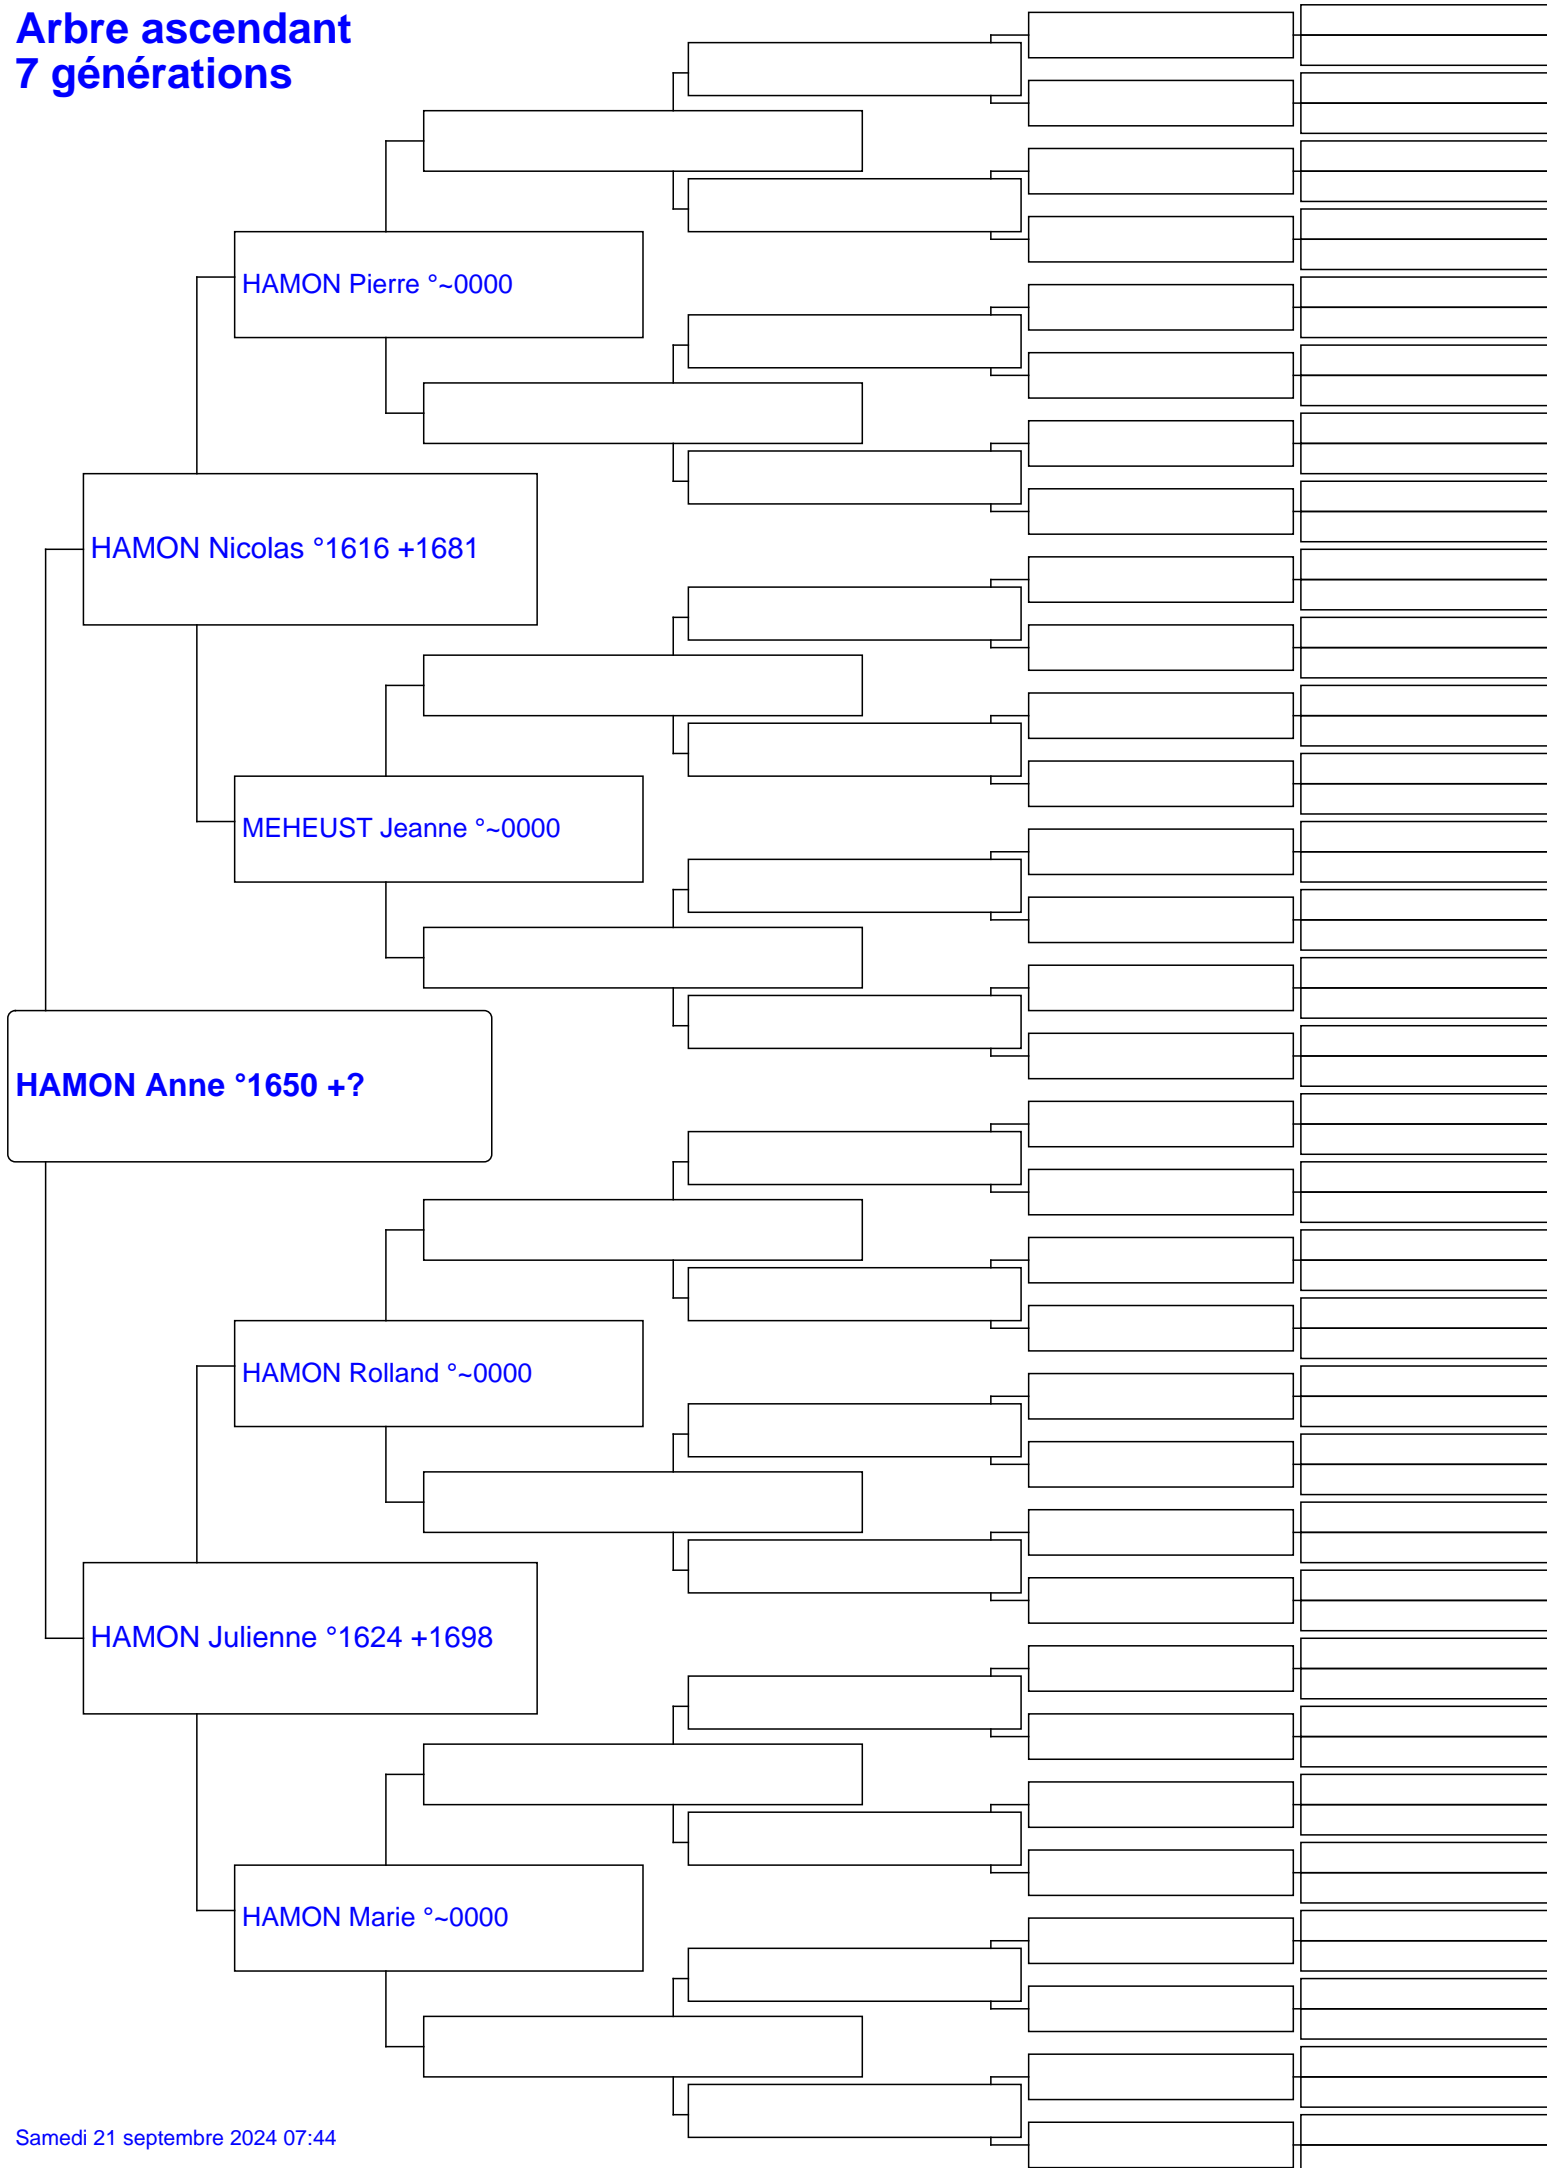 Arbre ascendant
7 générations
HAMON Pierre °~0000
HAMON Nicolas °1616 +1681
MEHEUST Jeanne °~0000
HAMON Anne °1650 +?
HAMON Rolland °~0000
HAMON Julienne °1624 +1698
HAMON Marie °~0000
Samedi 21 septembre 2024 07:44